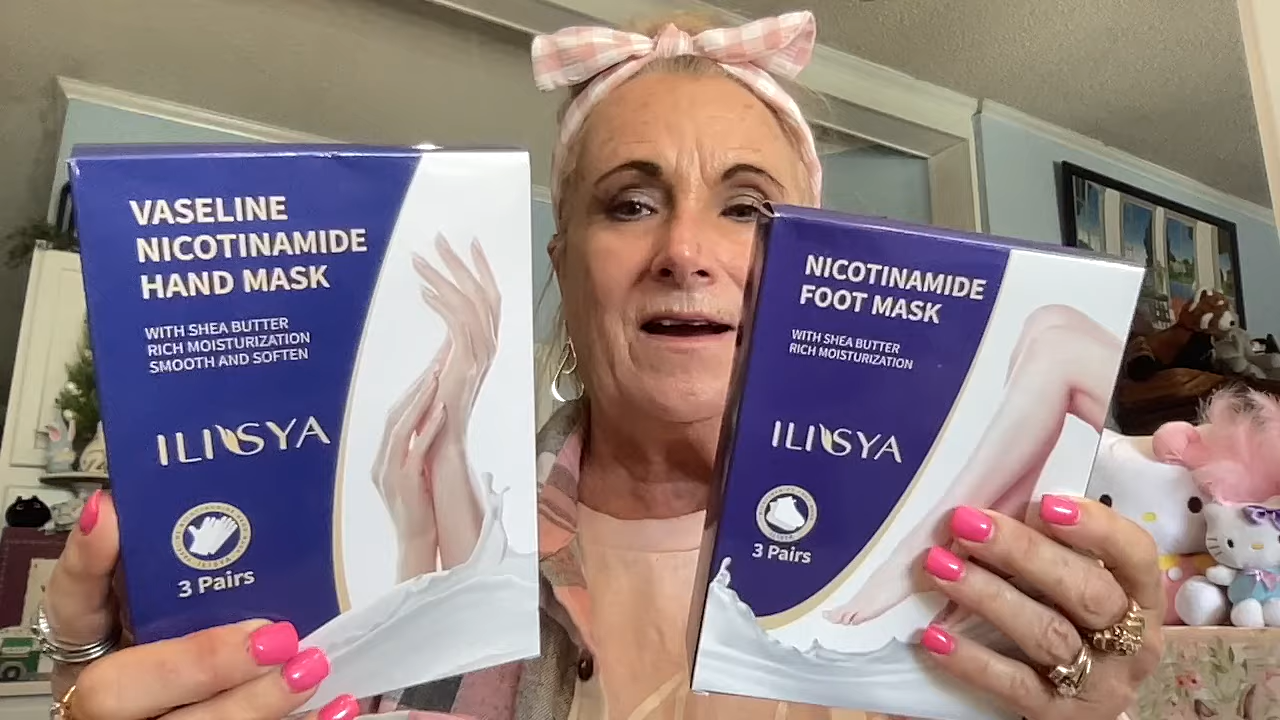 VASELINE
NICOTINAMIDE
HAND MASK
WITH SHEA BUTTER
RICH MOISTURIZATION
SMOOTH AND SOFTEN
ILISYA
3 Pairs
NICOTINAMIDE
FOOT MASK
WITH SHEA BUTTER
RICH MOISTURIZATION
ILISYA
3 Pairs